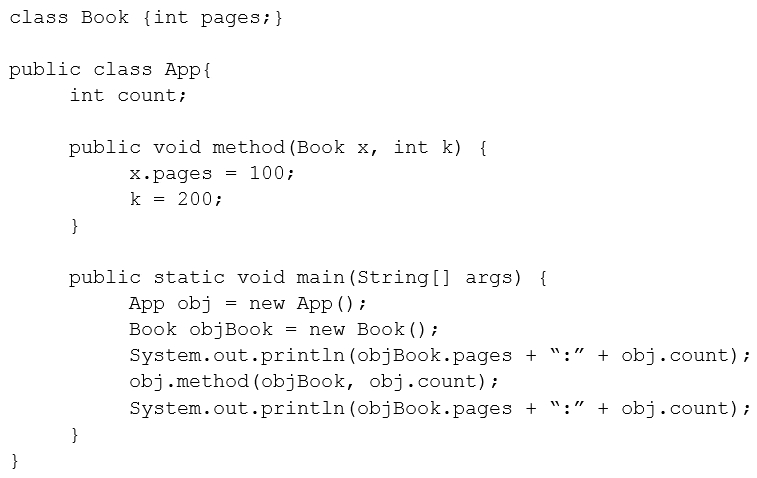 class Book {int pages;}
public class App{
int count;
public void method(Book x, int k) {
x.pages = 100;
k = 200;
}
public static void main(String[] args) {
App obj = new App();
Book objBook = new Book();
System.out.println(objBook.pages + “:” + obj.count);
obj.method(objBook, obj.count);
System.out.println(objBook.pages + “:” + obj.count);
}
}